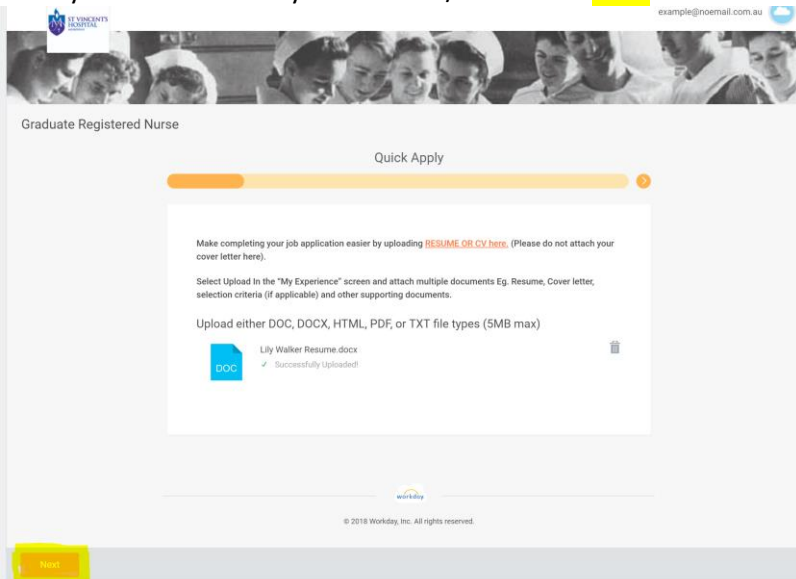 example@noemail.com.au
ST VINCENTS
HOSPITAL
Graduate Registered Nurse
Quick Apply
Make completing your job application easier by uploading RESUME OR CV here. (Please do not attach your
cover letter here).
Select Upload In the "My Experience" screen and attach multiple documents Eg. Resume, Cover letter,
selection criteria (if applicable) and other supporting documents.
Upload either DOC, DOCX, HTML, PDF, or TXT file types (5MB max)
Lily Walker Resume.docx
DOC
✓ Successfully Uploaded!
workday
© 2018 Workday, Inc. All rights reserved.
Next